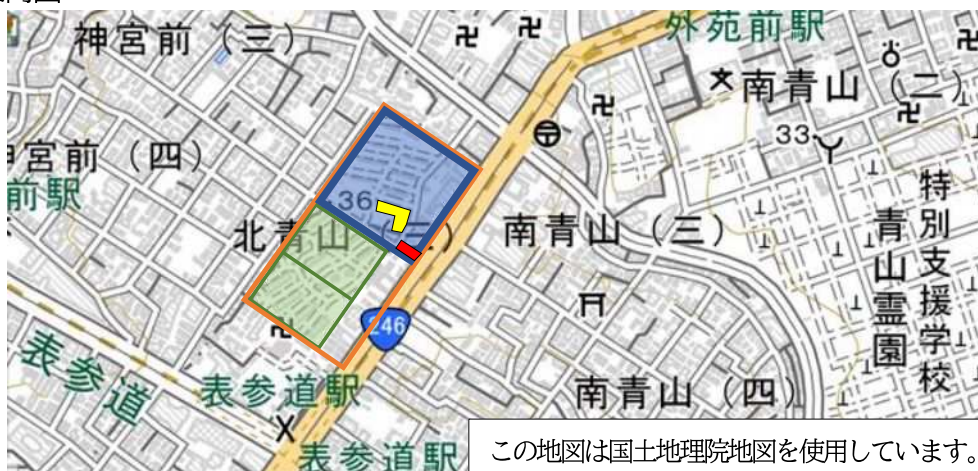 神宮前（三）
外苑前駅
南青山（二）
33
宮前（四）
前駅
36
北青山（三）
南青山（三）
特別支援学校
青山霊園
246
表参道
表参道駅
南青山（四）
表参道駅
この地図は国土地理院地図を使用しています。